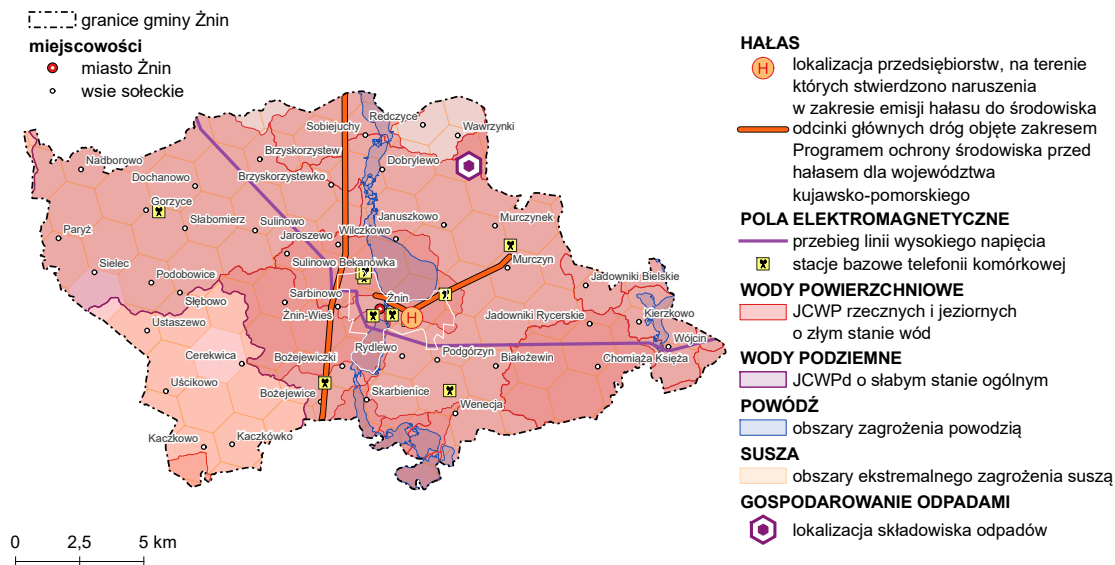 granice gminy Żnin
miejscowości
miasto Żnin
wsie sołeckie
HAŁAS
H
lokalizacja przedsiębiorstw, na terenie
których stwierdzono naruszenia
w zakresie emisji hałasu do środowiska
odcinki głównych dróg objęte zakresem
Programem ochrony środowiska przed
hałasem dla województwa
kujawsko-pomorskiego
POLA ELEKTROMAGNETYCZNE
przebieg linii wysokiego napięcia
stacje bazowe telefonii komórkowej
WODY POWIERZCHNIOWE
JCWP rzecznych i jeziornych
o złym stanie wód
WODY PODZIEMNE
JCWPd o słabym stanie ogólnym
POWÓDŹ
obszary zagrożenia powodzią
SUSZA
obszary ekstremalnego zagrożenia suszą
GOSPODAROWANIE ODPADAMI
lokalizacja składowiska odpadów
Redczyce
Sobiejuchy
Wawrzynki
Brzyskorzystew
Nadborowo
Dobrylewo
Dochanowo
Brzyskorzystewko
Gorzyce
Słabomierz
Sulinowo
Januszkowo
Murczynek
Paryż
Jaroszewo
Wilczkowo
Sulinowo Bekanówka
Murczyn
Sielec
Podobowice
Jadowniki Bielskie
Słębowo
Sarbinowo
Żnin
Ustaszewo
Żnin-Wieś
H
Jadowniki Rycerskie
Kierzkowo
Wójcin
Cerekwica
Bożejewiczki
Rydlewo
Podgórzyn
Białożewin
Chomiąża Księża
Uścikowo
Bożejewice
Skarbienice
Wenecja
Kaczkowo
Kaczkówko
0 2,5 5 km